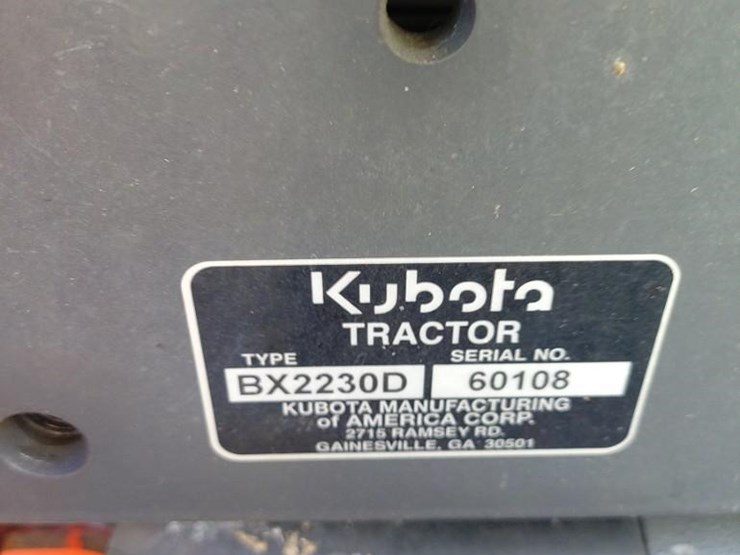 Kubota
TRACTOR
TYPE SERIAL NO.
BX2230D 60108
KUBOTA MANUFACTURING
of AMERICA CORP.
2715 RAMSEY RD.
GAINESVILLE, GA 30501